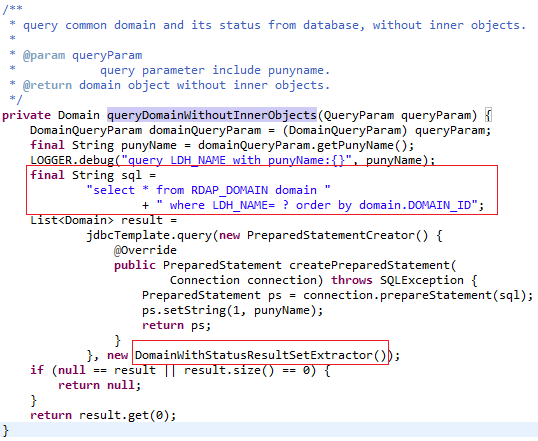 /**
 * query common domain and its status from database, without inner objects.
 *
 * @param queryParam
 *            query parameter include punyname.
 * @return domain object without inner objects.
 */
private Domain queryDomainWithoutInnerObjects(QueryParam queryParam) {
    DomainQueryParam domainQueryParam = (DomainQueryParam) queryParam;
    final String punyName = domainQueryParam.getPunyName();
    LOGGER.debug("query LDH_NAME with punyName:{}", punyName);
    final String sql =
            "select * from RDAP_DOMAIN domain "
                    + " where LDH_NAME= ? order by domain.DOMAIN_ID";
    List<Domain> result =
            jdbcTemplate.query(new PreparedStatementCreator() {
                @Override
                public PreparedStatement createPreparedStatement(
                        Connection connection) throws SQLException {
                    PreparedStatement ps = connection.prepareStatement(sql);
                    ps.setString(1, punyName);
                    return ps;
                }
            }, new DomainWithStatusResultSetExtractor());
    if (null == result || result.size() == 0) {
        return null;
    }
    return result.get(0);
}